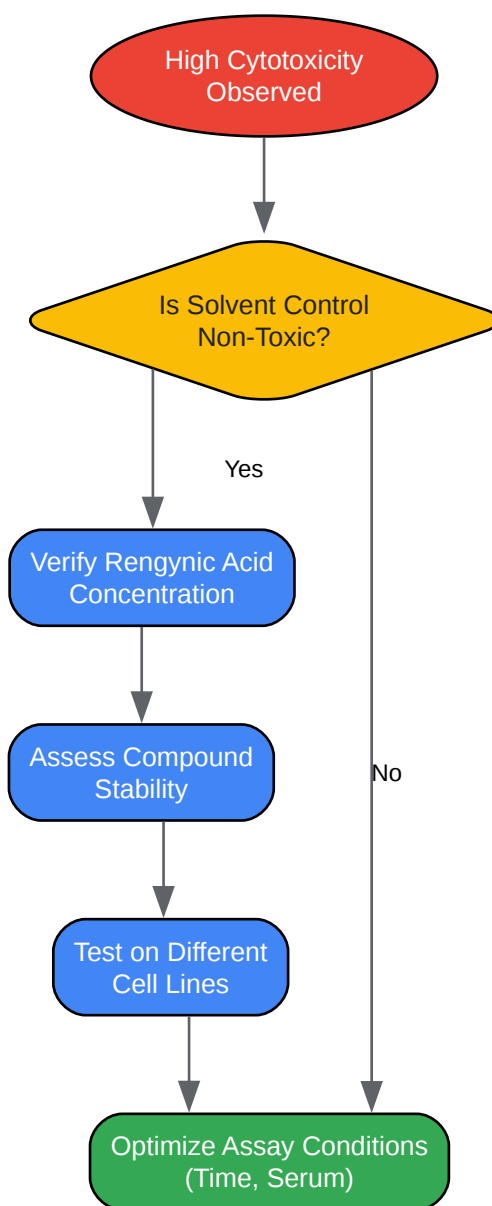 High Cytotoxicity
Observed
Is Solvent Control
Non-Toxic?
Yes
Verify Rengynic Acid
Concentration
Assess Compound
Stability
No
Test on Different
Cell Lines
Optimize Assay Conditions
(Time, Serum)